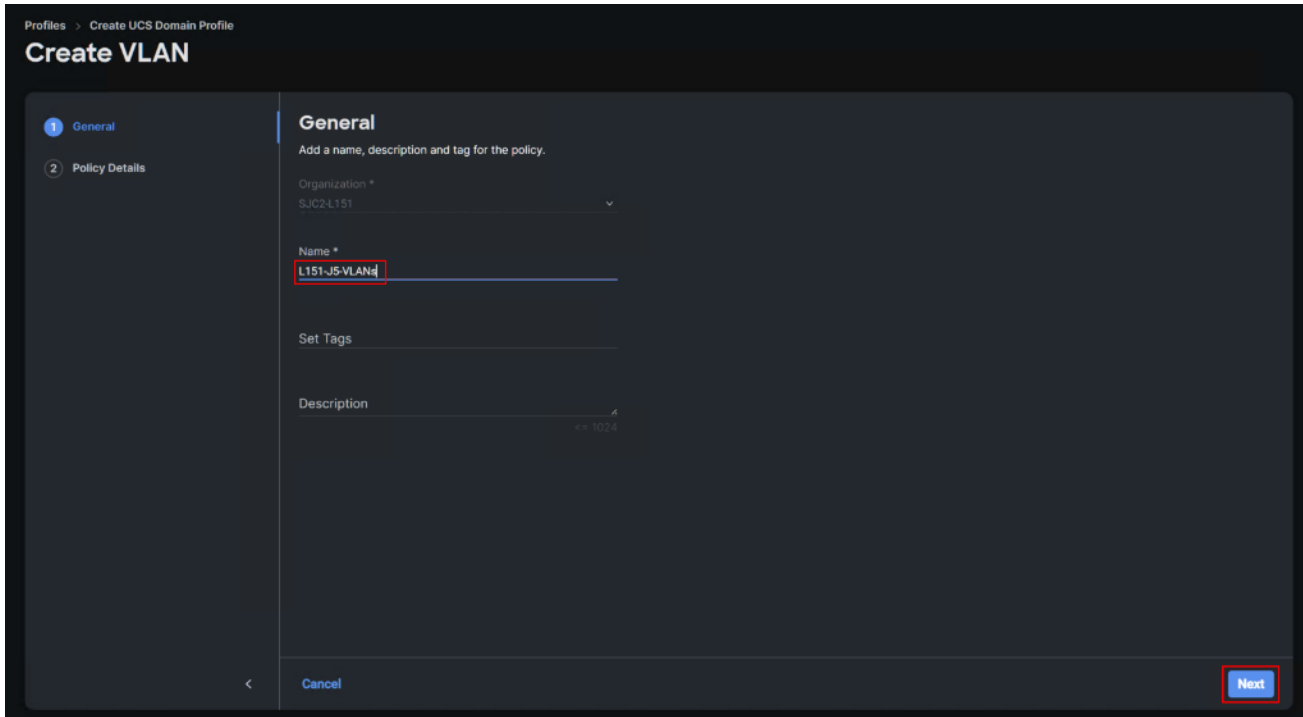 Profiles > Create UCS Domain Profile
Create VLAN
1 General
2 Policy Details
General
Add a name, description and tag for the policy.
Organization *
SJC2-L151
Name *
L151-J5-VLANs
Set Tags
Description
<= 1024
<
Cancel
Next